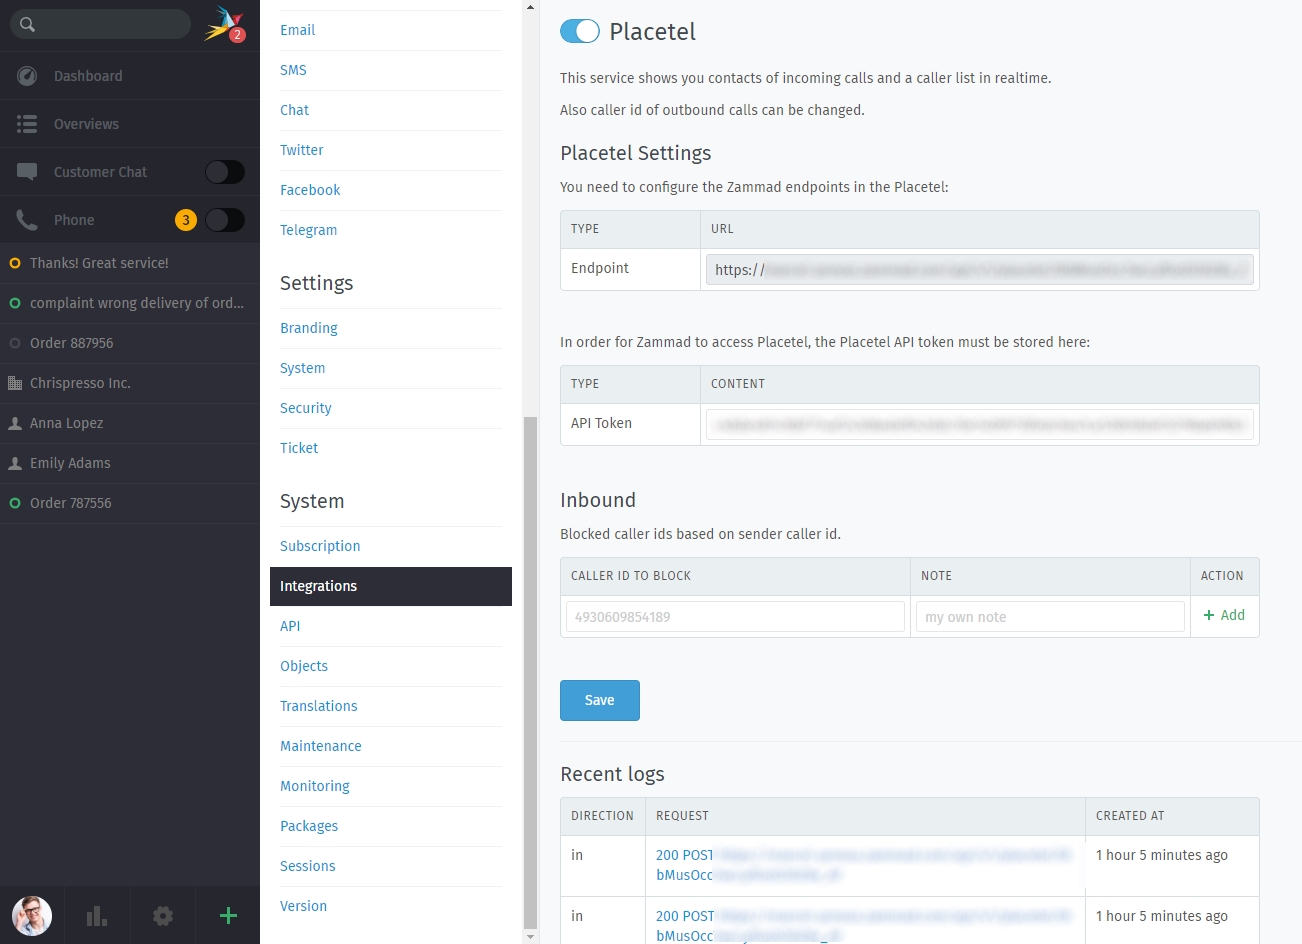 2
Dashboard
Overviews
Customer Chat
Phone
3
Thanks! Great service!
complaint wrong delivery of ord...
Order 887956
Chrispresso Inc.
Anna Lopez
Emily Adams
Order 787556
Email
SMS
Chat
Twitter
Facebook
Telegram
Settings
Branding
System
Security
Ticket
System
Subscription
Integrations
API
Objects
Translations
Maintenance
Monitoring
Packages
Sessions
Version
Placetel
This service shows you contacts of incoming calls and a caller list in realtime.
Also caller id of outbound calls can be changed.
Placetel Settings
You need to configure the Zammad endpoints in the Placetel:
TYPE URL
Endpoint https://
In order for Zammad to access Placetel, the Placetel API token must be stored here:
TYPE CONTENT
API Token
Inbound
Blocked caller ids based on sender caller id.
CALLER ID TO BLOCK NOTE ACTION
4930609854189 my own note + Add
Save
Recent logs
DIRECTION REQUEST CREATED AT
in 200 POST 1 hour 5 minutes ago
bMusOcc
in 200 POST 1 hour 5 minutes ago
bMusOcc